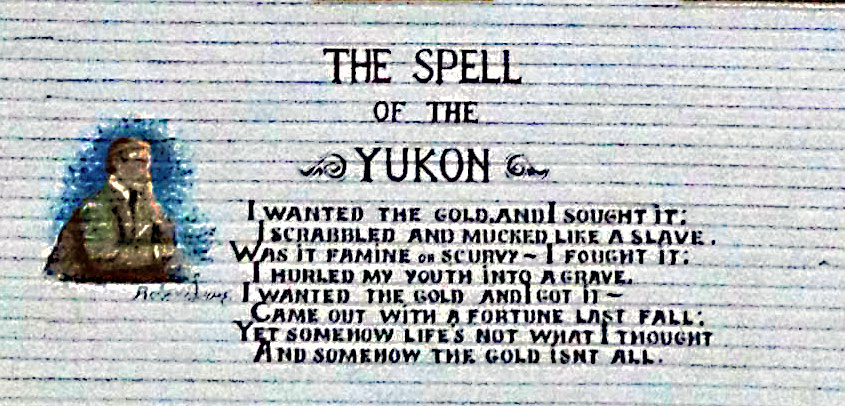 THE SPELL
OF THE
YUKON
I WANTED THE GOLD, AND I SOUGHT IT;
I SCRABBLED AND MUCKED LIKE A SLAVE.
WAS IT FAMINE OR SCURVY ~ I FOUGHT IT;
I HURLED MY YOUTH INTO A GRAVE.
I WANTED THE GOLD AND I GOT IT ~
CAME OUT WITH A FORTUNE LAST FALL;
YET SOMEHOW LIFE'S NOT WHAT I THOUGHT
AND SOMEHOW THE GOLD ISNT ALL.